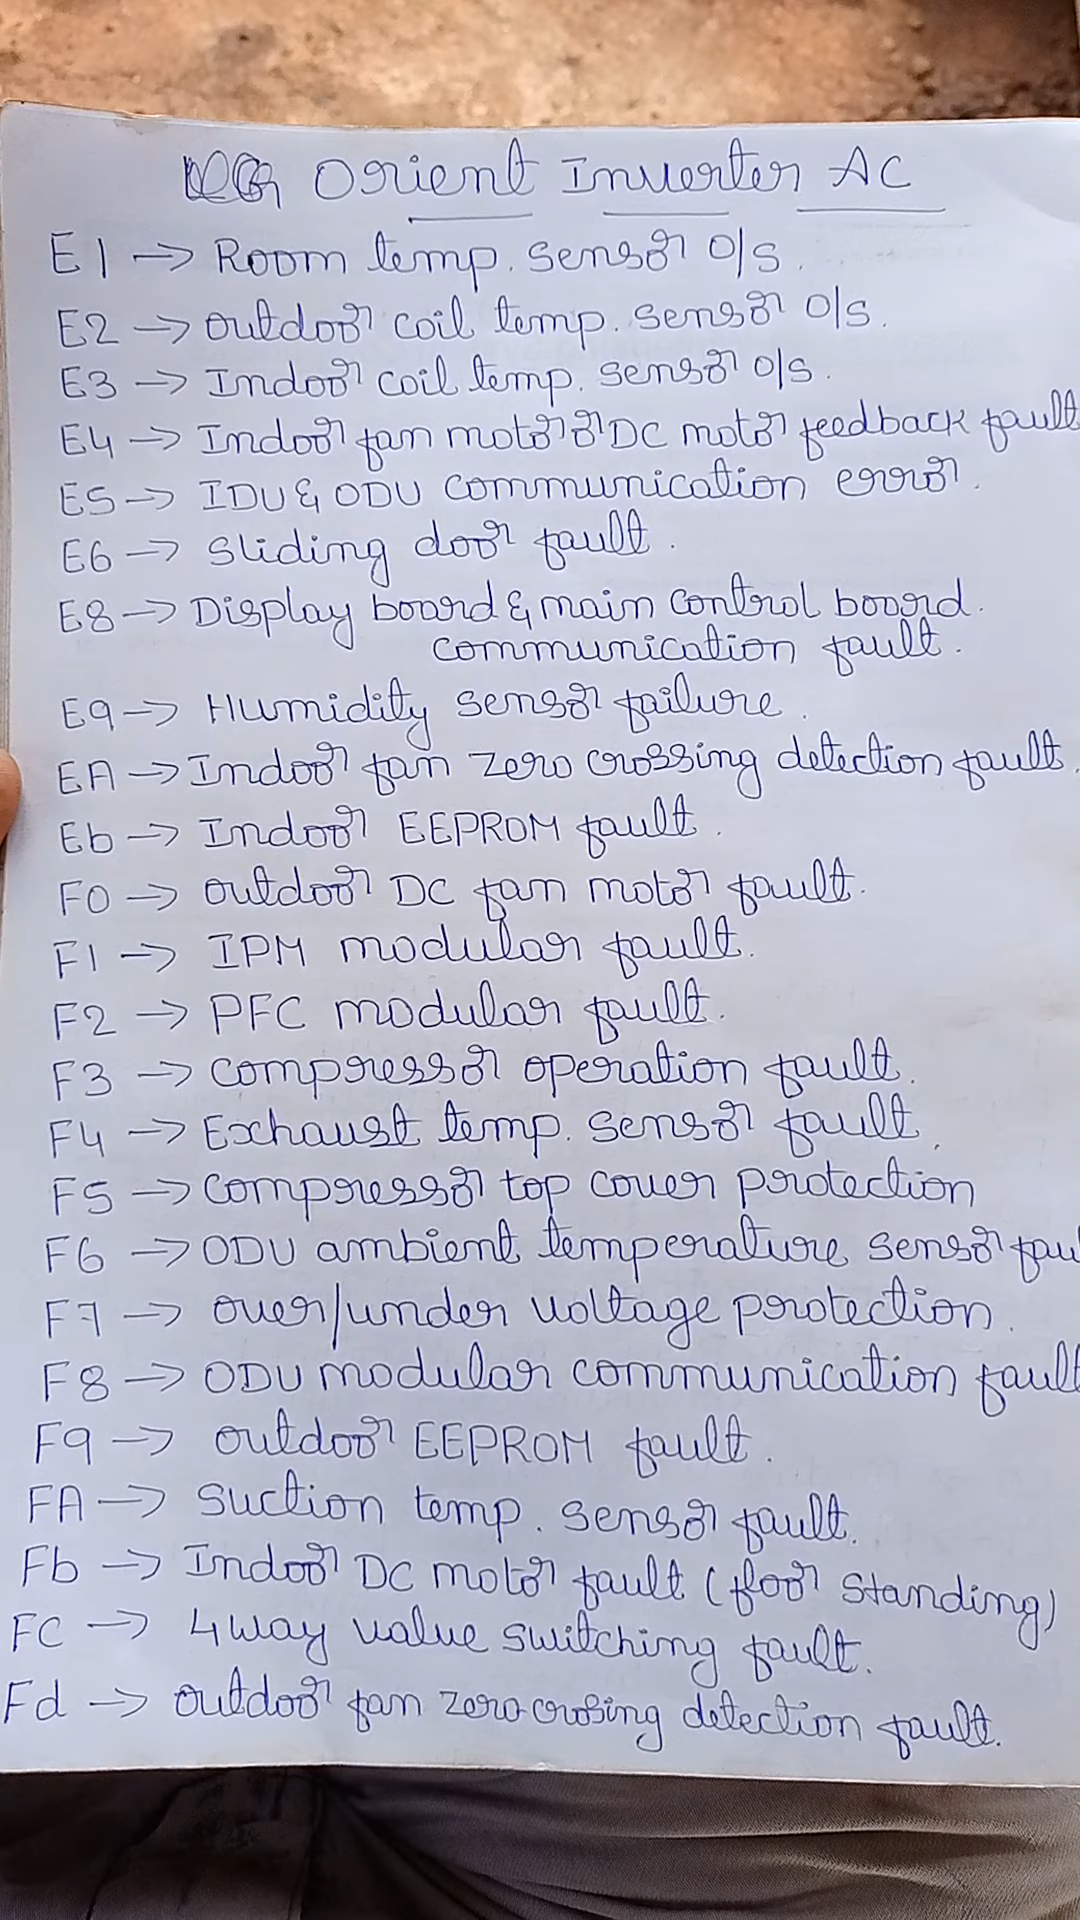 Orient Inverter AC
E1 → Room temp. sensor O/S.
E2 → outdoor coil temp. sensor O/S.
E3 → Indoor coil temp. sensor O/S.
E4 → Indoor fan motor or DC motor feedback fault
E5 → IDU & ODU communication error.
E6 → Sliding door fault.
E8 → Display board & main control board.
communication fault.
E9 → Humidity sensor failure.
EA → Indoor fan zero crossing detection fault.
Eb → Indoor EEPROM fault.
F0 → outdoor DC fan motor fault.
F1 → IPM modular fault.
F2 → PFC modular fault.
F3 → compressor operation fault.
F4 → Exhaust temp. sensor fault.
F5 → compressor top cover protection
F6 → ODU ambient temperature sensor fau
F7 → over/under voltage protection.
F8 → ODU modular communication fault
F9 → outdoor EEPROM fault.
FA → Suction temp. sensor fault.
Fb → Indoor DC motor fault (floor Standing)
FC → 4 way value switching fault.
Fd → outdoor fan zero crosing detection fault.